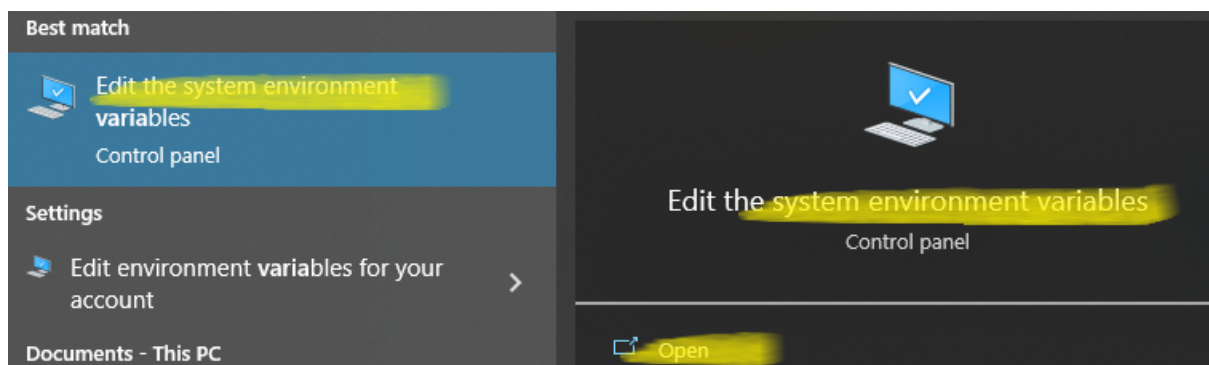 Best match
Edit the system environment
variables
Control panel
Settings
Edit environment variables for your
account
Documents - This PC
Edit the system environment variables
Control panel
Open